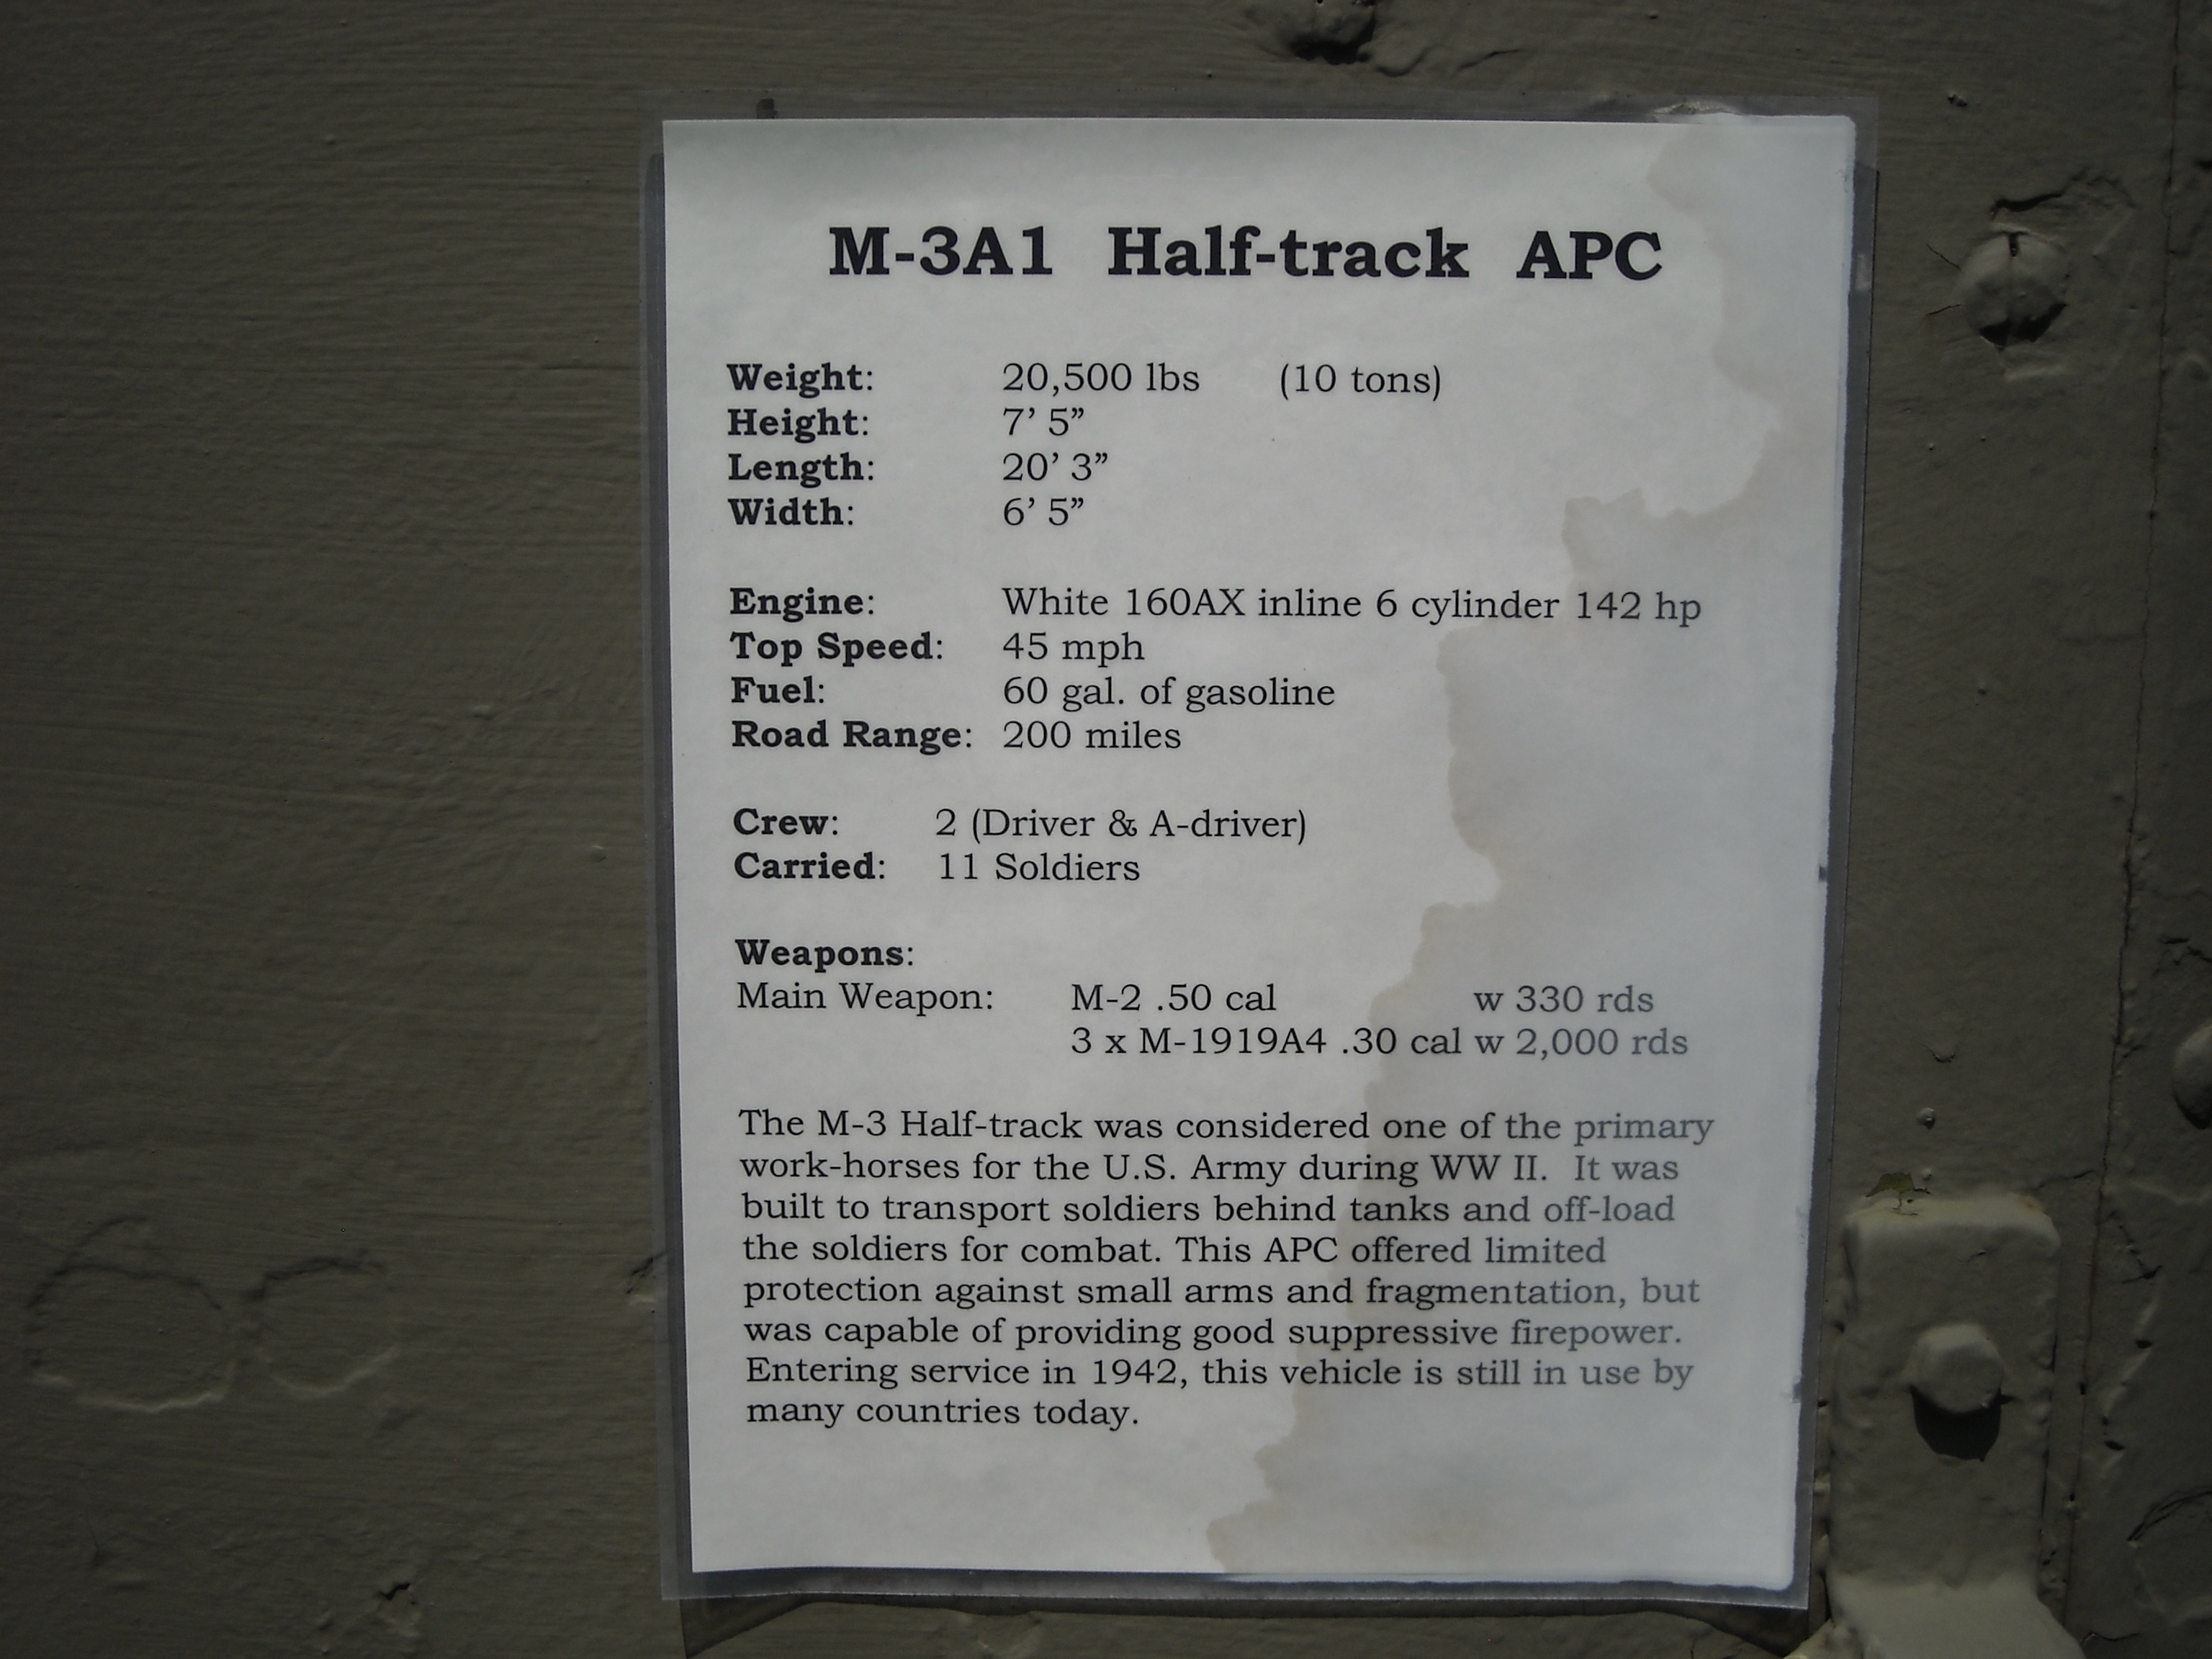 M-3A1 Half-track APC
Weight: 20,500 lbs (10 tons)
Height: 7’ 5”
Length: 20’ 3”
Width: 6’ 5”
Engine: White 160AX inline 6 cylinder 142 hp
Top Speed: 45 mph
Fuel: 60 gal. of gasoline
Road Range: 200 miles
Crew: 2 (Driver & A-driver)
Carried: 11 Soldiers
Weapons:
Main Weapon: M-2 .50 cal w 330 rds
3 x M-1919A4 .30 cal w 2,000 rds
The M-3 Half-track was considered one of the primary
work-horses for the U.S. Army during WW II. It was
built to transport soldiers behind tanks and off-load
the soldiers for combat. This APC offered limited
protection against small arms and fragmentation, but
was capable of providing good suppressive firepower.
Entering service in 1942, this vehicle is still in use by
many countries today.